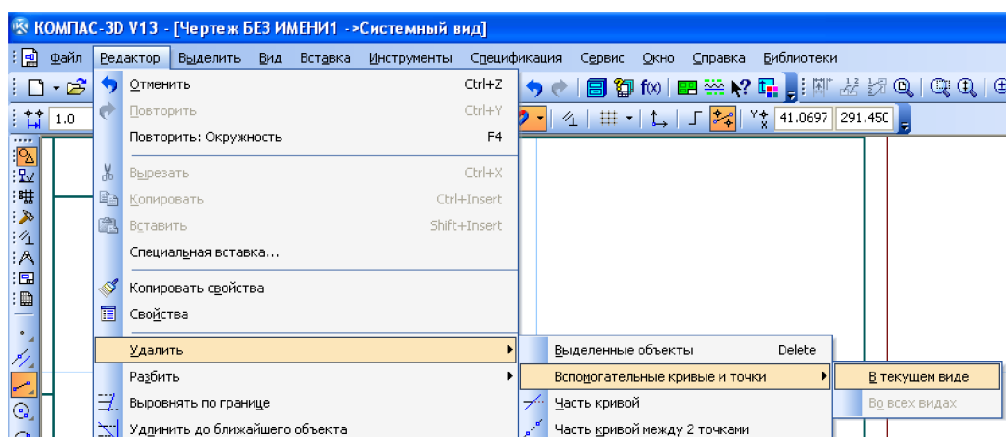 КОМПАС-3D V13 - [Чертеж БЕЗ ИМЕНИ1 ->Системный вид]
Файл Редактор Выделить Вид Вставка Инструменты Спецификация Сервис Окно Справка Библиотеки
Отменить Ctrl+Z
f(x)
1.0
Повторить Ctrl+Y
41.0697 291.450
Повторить: Окружность F4
Вырезать Ctrl+X
Копировать Ctrl+Insert
Вставить Shift+Insert
Специальная вставка...
Копировать свойства
Свойства
Удалить Выделенные объекты Delete
Разбить Вспомогательные кривые и точки В текущем виде
Выровнять по границе Часть кривой Во всех видах
Удлинить до ближайшего объекта Часть кривой между 2 точками